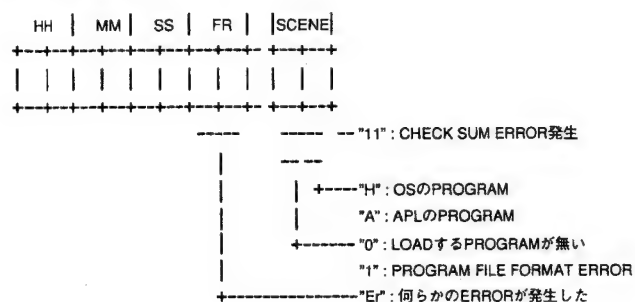 HH | MM | SS | FR | |SCENE|
"11" : CHECK SUM ERROR発生
"H" : OSのPROGRAM
"A" : APLのPROGRAM
"0" : LOADするPROGRAMが無い
"1" : PROGRAM FILE FORMAT ERROR
"Er" : 何らかのERRORが発生した